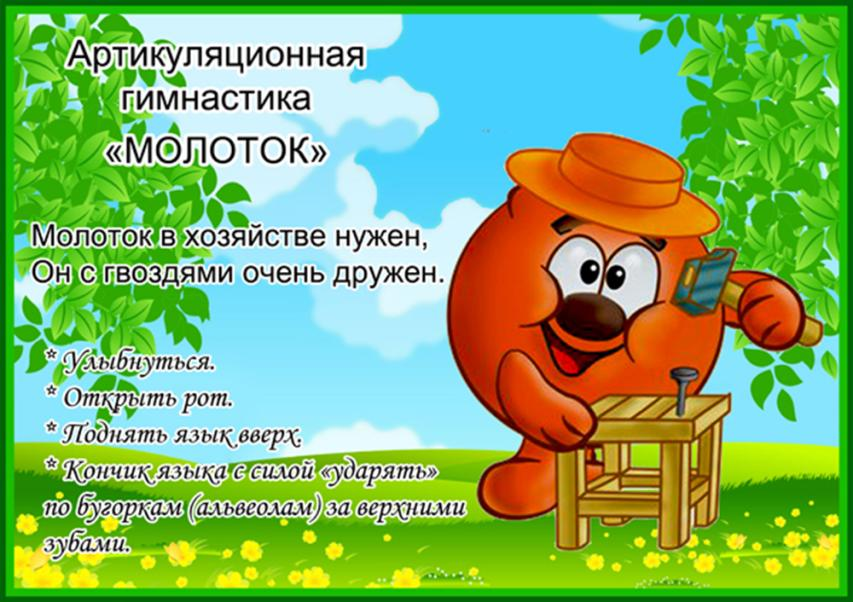 Артикуляционная
гимнастика
«МОЛОТОК»
Молоток в хозяйстве нужен,
Он с гвоздями очень дружен.
* Улыбнуться.
* Открыть рот.
* Поднять язык вверх.
* Кончик языка с силой «ударять»
по бугоркам (альвеолам) за верхними
зубами.